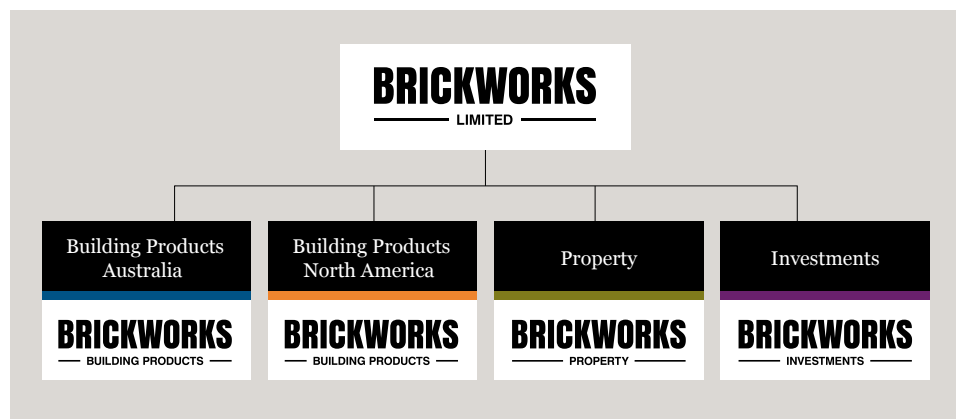 BRICKWORKS
LIMITED
Building Products
Australia
BRICKWORKS
BUILDING PRODUCTS
Building Products
North America
BRICKWORKS
BUILDING PRODUCTS
Property
BRICKWORKS
PROPERTY
Investments
BRICKWORKS
INVESTMENTS